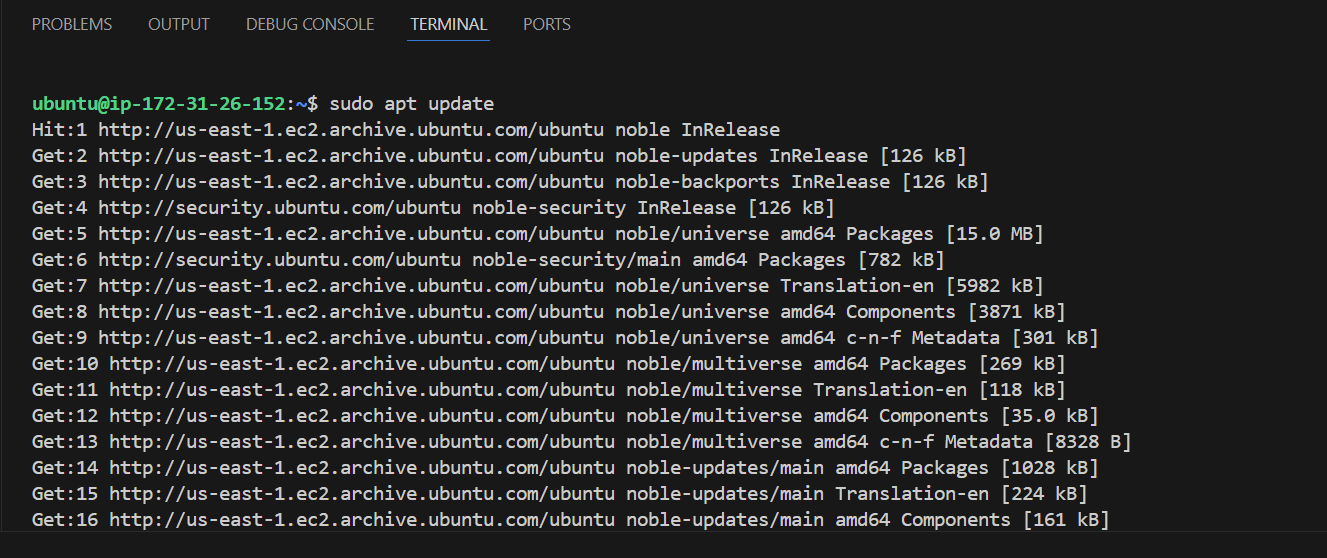 PROBLEMS OUTPUT DEBUG CONSOLE TERMINAL PORTS
ubuntu@ip-172-31-26-152:~$ sudo apt update
Hit:1 http://us-east-1.ec2.archive.ubuntu.com/ubuntu noble InRelease
Get:2 http://us-east-1.ec2.archive.ubuntu.com/ubuntu noble-updates InRelease [126 kB]
Get:3 http://us-east-1.ec2.archive.ubuntu.com/ubuntu noble-backports InRelease [126 kB]
Get:4 http://security.ubuntu.com/ubuntu noble-security InRelease [126 kB]
Get:5 http://us-east-1.ec2.archive.ubuntu.com/ubuntu noble/universe amd64 Packages [15.0 MB]
Get:6 http://security.ubuntu.com/ubuntu noble-security/main amd64 Packages [782 kB]
Get:7 http://us-east-1.ec2.archive.ubuntu.com/ubuntu noble/universe Translation-en [5982 kB]
Get:8 http://us-east-1.ec2.archive.ubuntu.com/ubuntu noble/universe amd64 Components [3871 kB]
Get:9 http://us-east-1.ec2.archive.ubuntu.com/ubuntu noble/universe amd64 c-n-f Metadata [301 kB]
Get:10 http://us-east-1.ec2.archive.ubuntu.com/ubuntu noble/multiverse amd64 Packages [269 kB]
Get:11 http://us-east-1.ec2.archive.ubuntu.com/ubuntu noble/multiverse Translation-en [118 kB]
Get:12 http://us-east-1.ec2.archive.ubuntu.com/ubuntu noble/multiverse amd64 Components [35.0 kB]
Get:13 http://us-east-1.ec2.archive.ubuntu.com/ubuntu noble/multiverse amd64 c-n-f Metadata [8328 B]
Get:14 http://us-east-1.ec2.archive.ubuntu.com/ubuntu noble-updates/main amd64 Packages [1028 kB]
Get:15 http://us-east-1.ec2.archive.ubuntu.com/ubuntu noble-updates/main Translation-en [224 kB]
Get:16 http://us-east-1.ec2.archive.ubuntu.com/ubuntu noble-updates/main amd64 Components [161 kB]